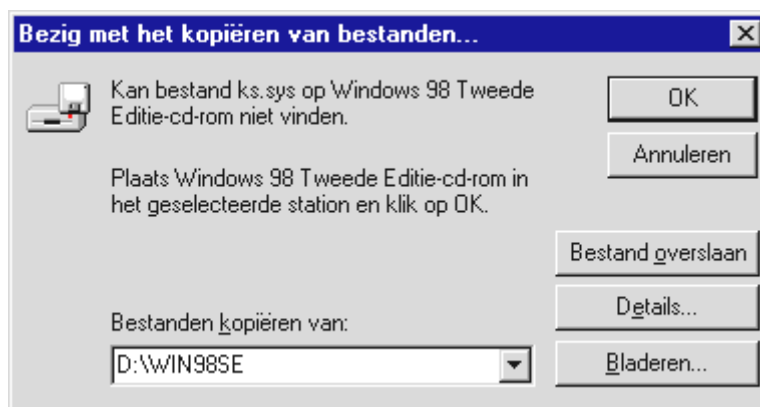 Bezig met het kopiëren van bestanden...
Kan bestand ks.sys op Windows 98 Tweede
Editie-cd-rom niet vinden.
Plaats Windows 98 Tweede Editie-cd-rom in
het geselecteerde station en klik op OK.
Bestanden kopiëren van:
D:\WIN98SE
OK
Annuleren
Bestand overslaan
Details...
Bladeren...